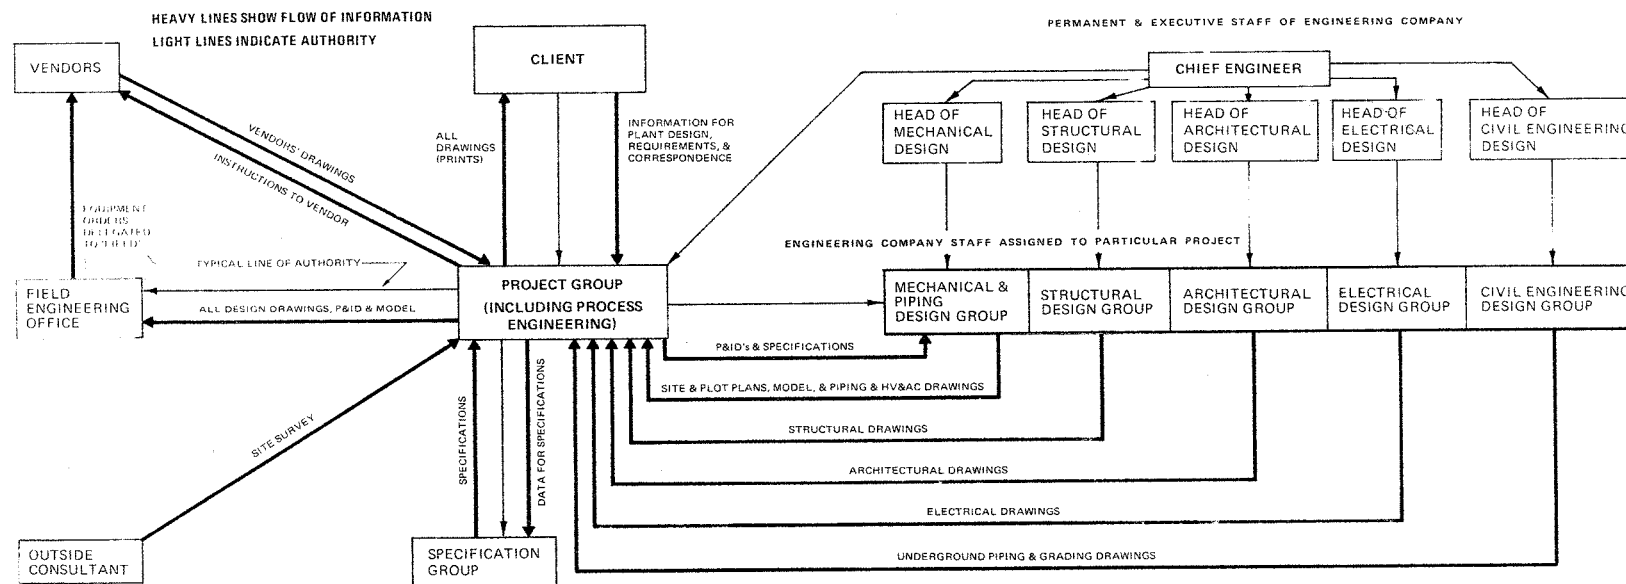 HEAVY LINES SHOW FLOW OF INFORMATION
LIGHT LINES INDICATE AUTHORITY
PERMANENT & EXECUTIVE STAFF OF ENGINEERING COMPANY
VENDORS
CLIENT
CHIEF ENGINEER
HEAD OF
MECHANICAL
DESIGN
HEAD OF
STRUCTURAL
DESIGN
HEAD OF
ARCHITECTURAL
DESIGN
HEAD OF
ELECTRICAL
DESIGN
HEAD OF
CIVIL ENGINEERING
DESIGN
VENDORS' DRAWINGS
INSTRUCTIONS TO VENDOR
ALL
DRAWINGS
(PRINTS)
INFORMATION FOR
PLANT DESIGN,
REQUIREMENTS, &
CORRESPONDENCE
EQUIPMENT
ORDERS
DELEGATED
TO 'FIELD'
TYPICAL LINE OF AUTHORITY
ENGINEERING COMPANY STAFF ASSIGNED TO PARTICULAR PROJECT
FIELD
ENGINEERING
OFFICE
ALL DESIGN DRAWINGS, P&ID & MODEL
PROJECT GROUP
(INCLUDING PROCESS
ENGINEERING)
MECHANICAL &
PIPING
DESIGN GROUP
STRUCTURAL
DESIGN GROUP
ARCHITECTURAL
DESIGN GROUP
ELECTRICAL
DESIGN GROUP
CIVIL ENGINEERING
DESIGN GROUP
P&ID's & SPECIFICATIONS
SITE & PLOT PLANS, MODEL, & PIPING & HV&AC DRAWINGS
STRUCTURAL DRAWINGS
ARCHITECTURAL DRAWINGS
ELECTRICAL DRAWINGS
UNDERGROUND PIPING & GRADING DRAWINGS
SITE SURVEY
SPECIFICATIONS
DATA FOR SPECIFICATIONS
OUTSIDE
CONSULTANT
SPECIFICATION
GROUP